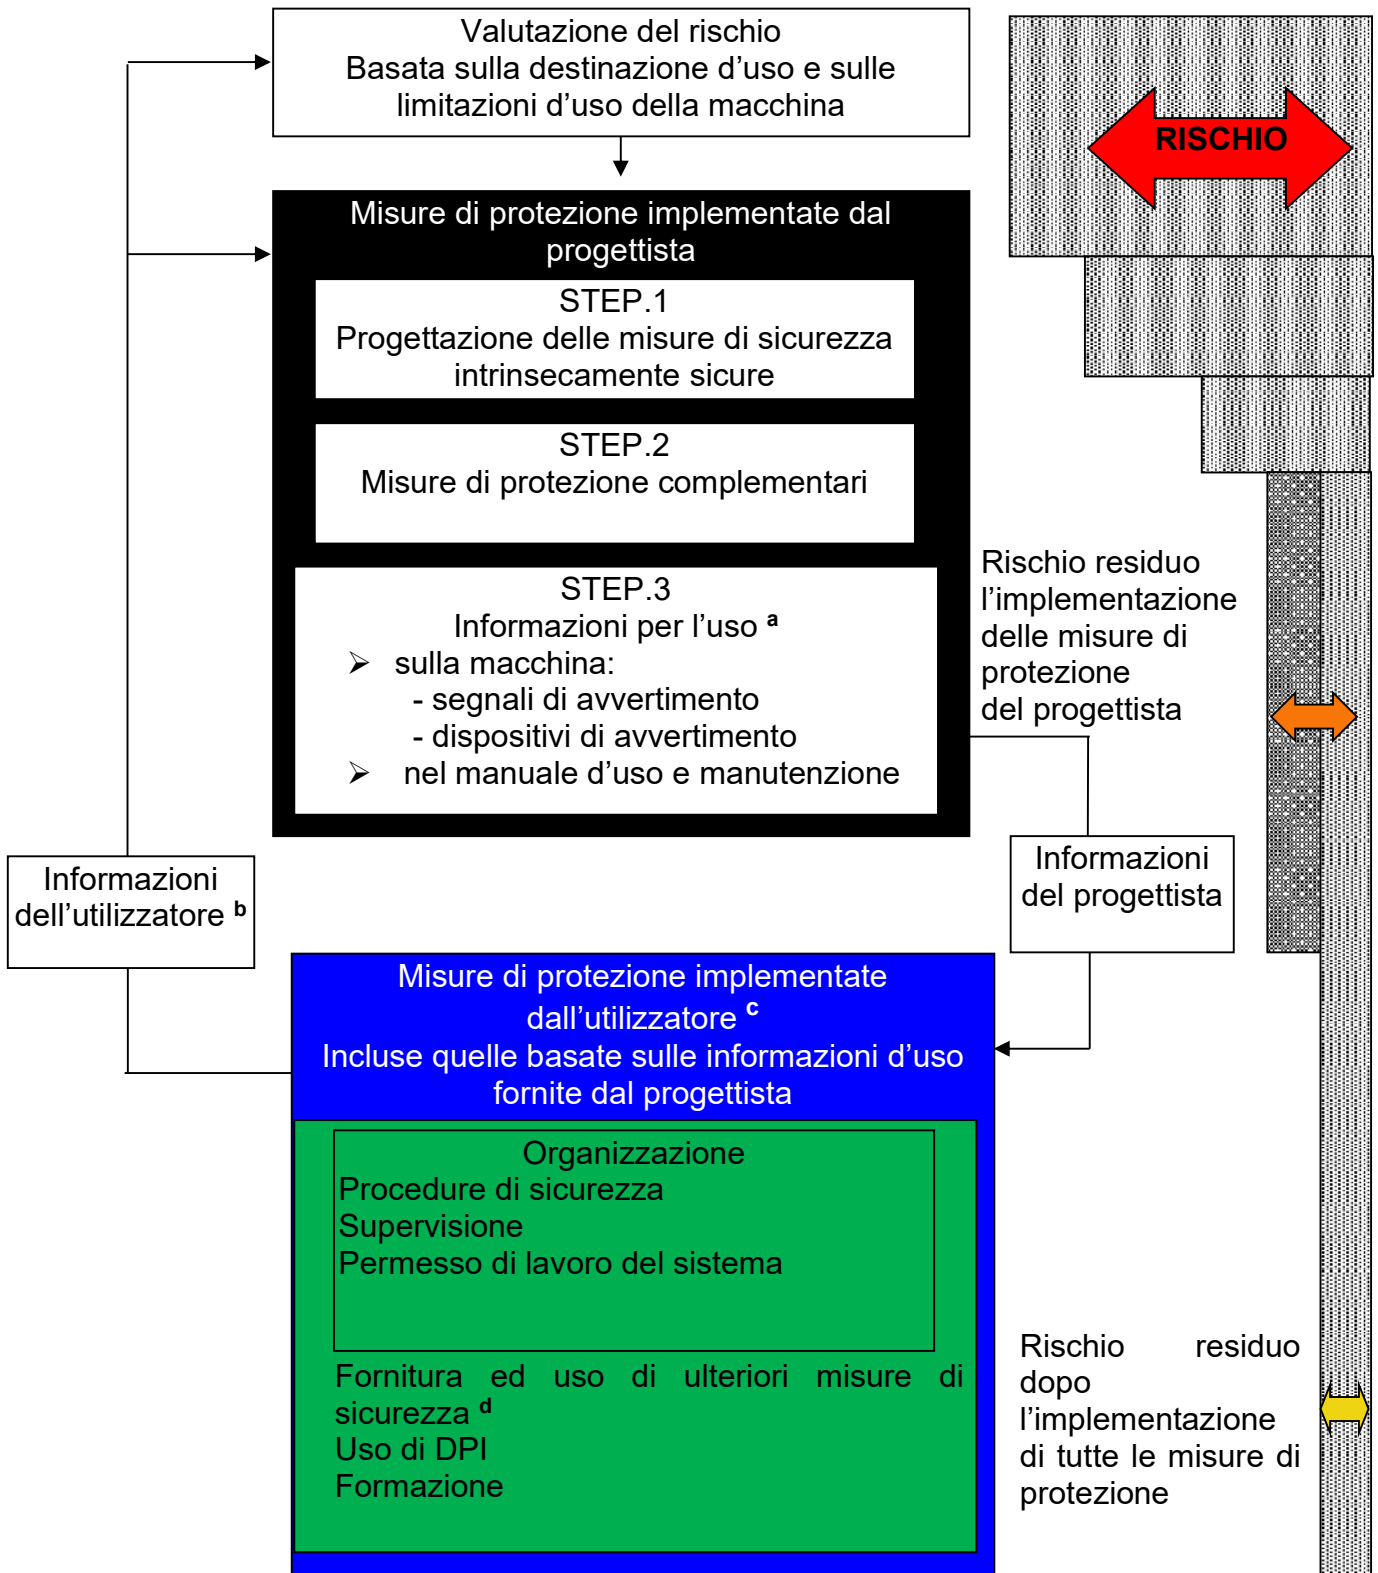 Valutazione del rischio
Basata sulla destinazione d’uso e sulle
limitazioni d’uso della macchina
RISCHIO
Misure di protezione implementate dal
progettista
STEP.1
Progettazione delle misure di sicurezza
intrinsecamente sicure
STEP.2
Misure di protezione complementari
STEP.3
Informazioni per l’uso a
➢ sulla macchina:
- segnali di avvertimento
- dispositivi di avvertimento
➢ nel manuale d’uso e manutenzione
Rischio residuo
l’implementazione
delle misure di
protezione
del progettista
Informazioni
dell’utilizzatore b
Informazioni
del progettista
Misure di protezione implementate
dall’utilizzatore c
Incluse quelle basate sulle informazioni d’uso
fornite dal progettista
Organizzazione
Procedure di sicurezza
Supervisione
Permesso di lavoro del sistema
Fornitura ed uso di ulteriori misure di
sicurezza d
Uso di DPI
Formazione
Rischio residuo
dopo
l’implementazione
di tutte le misure di
protezione